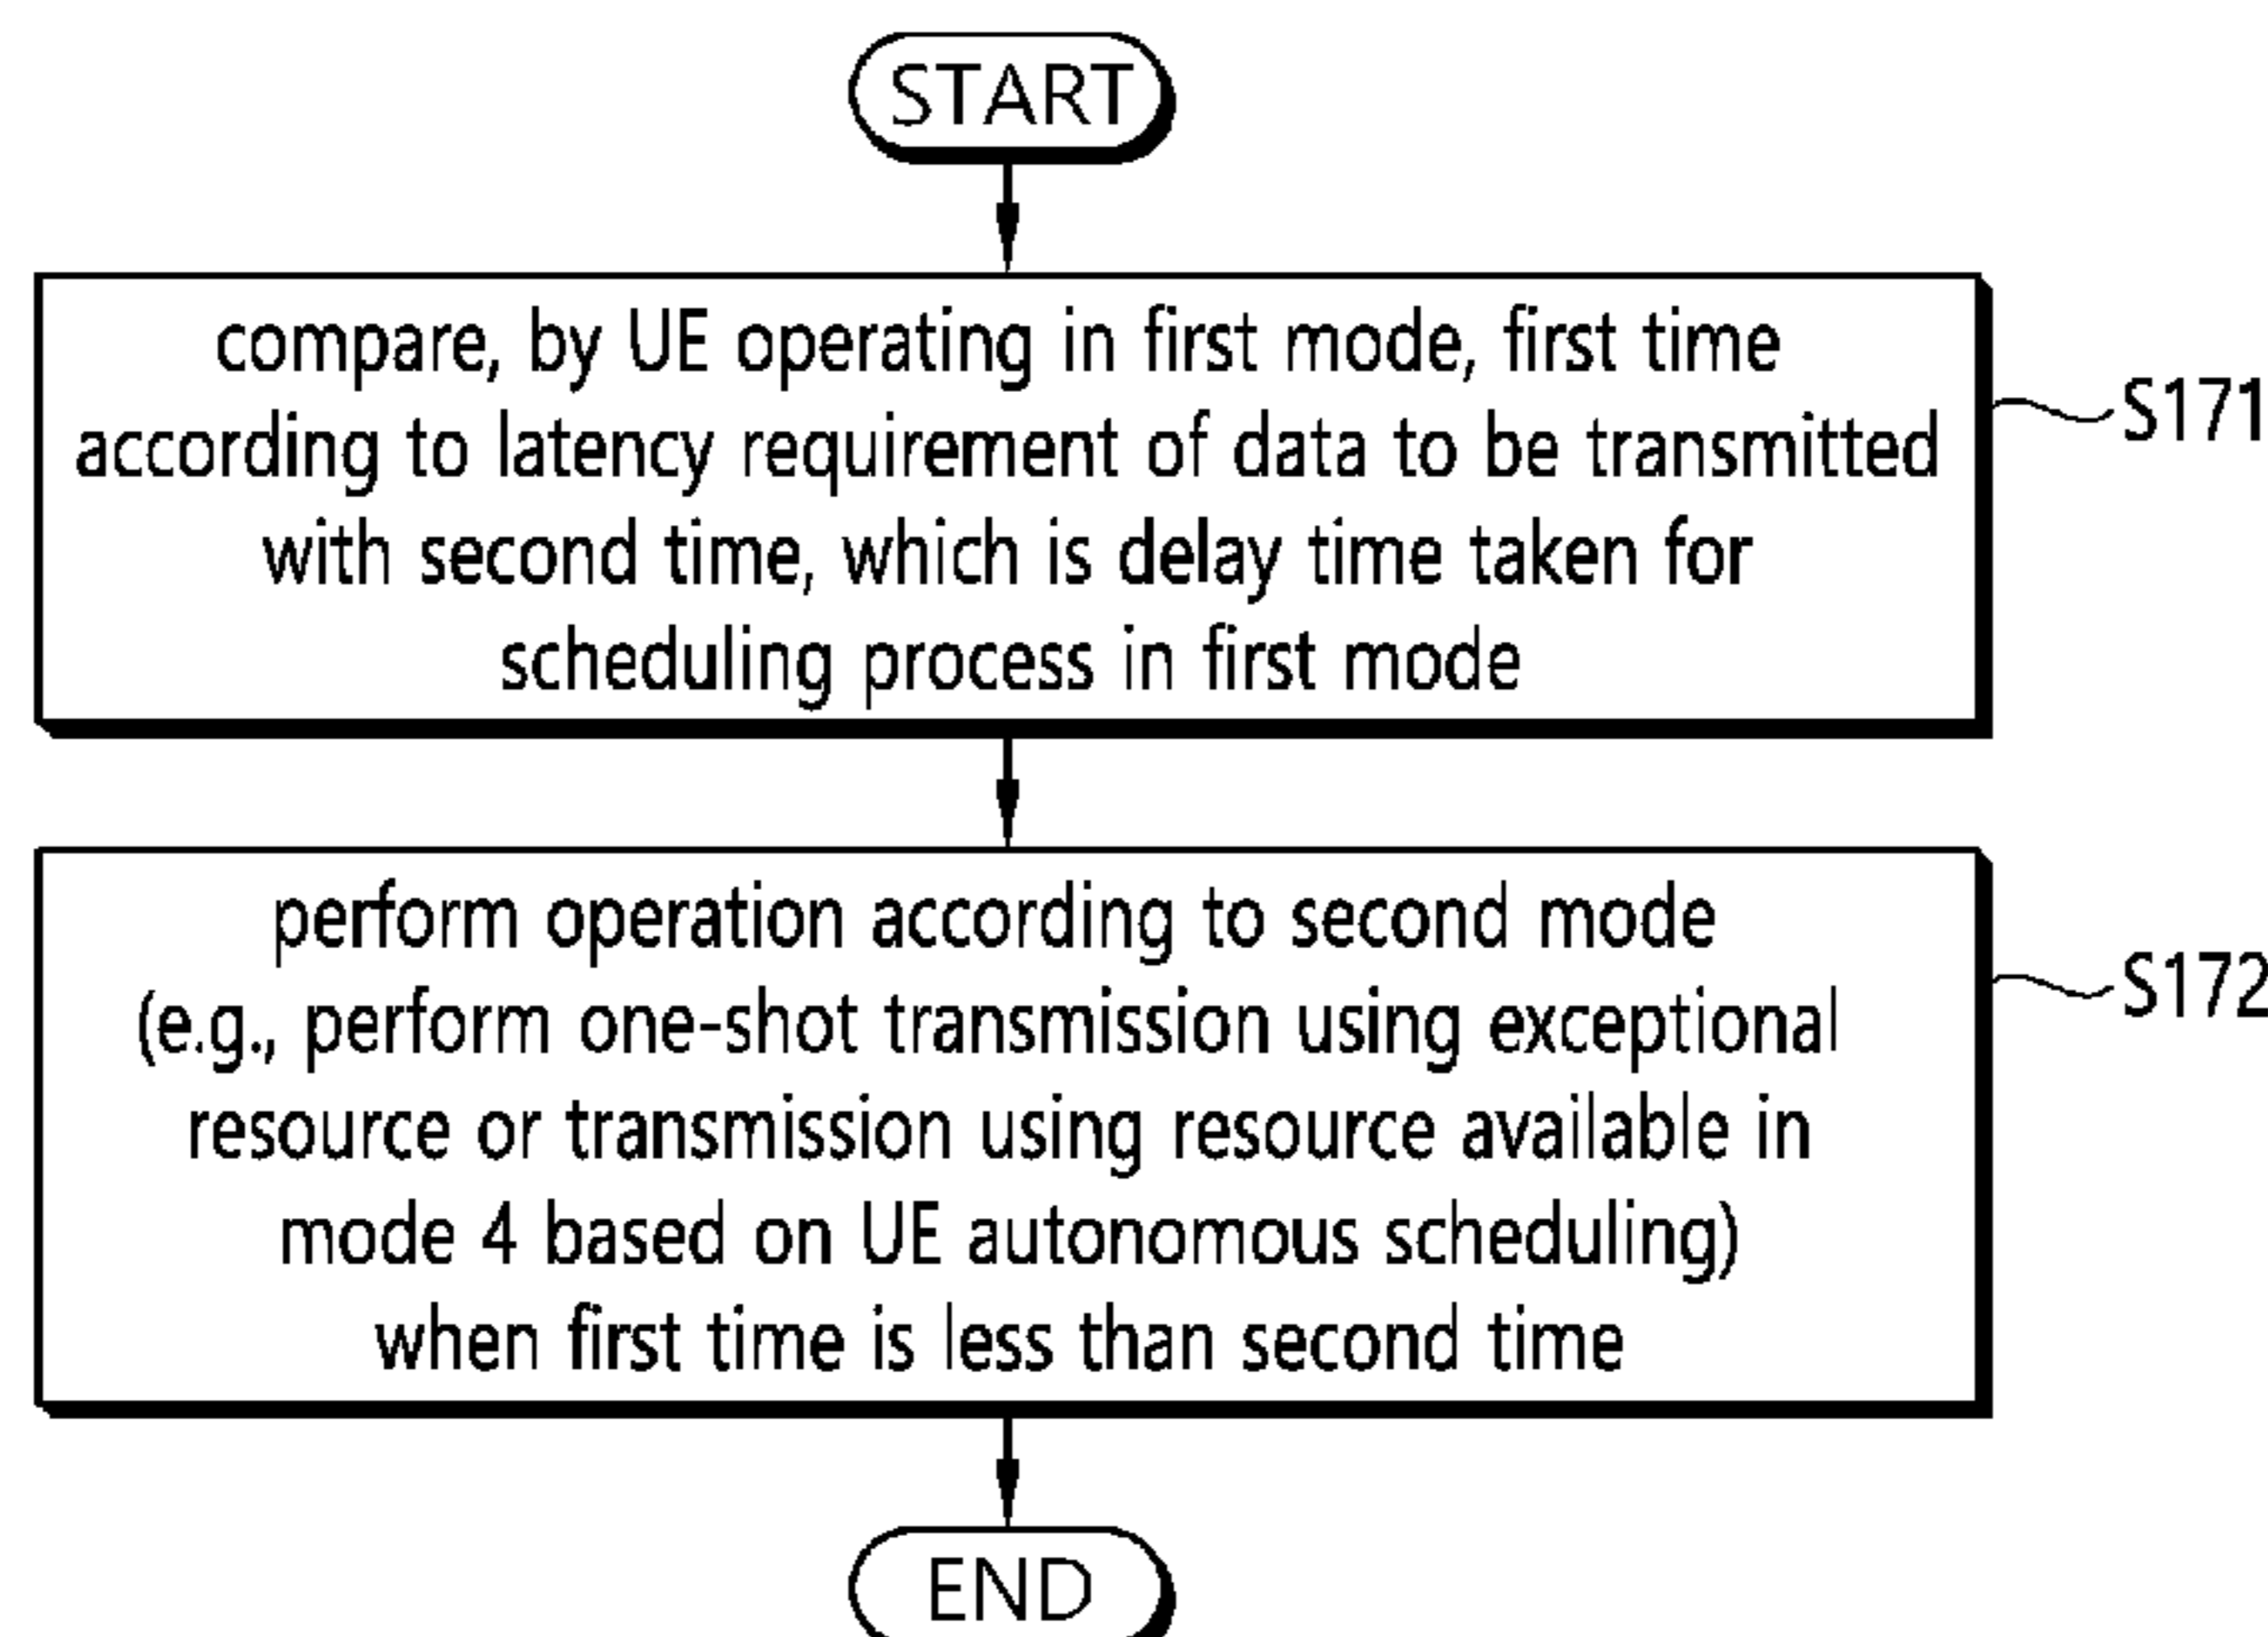 START
compare, by UE operating in first mode, first time
according to latency requirement of data to be transmitted
with second time, which is delay time taken for
scheduling process in first mode
S171
perform operation according to second mode
(e.g., perform one-shot transmission using exceptional
resource or transmission using resource available in
mode 4 based on UE autonomous scheduling)
when first time is less than second time
S172
END